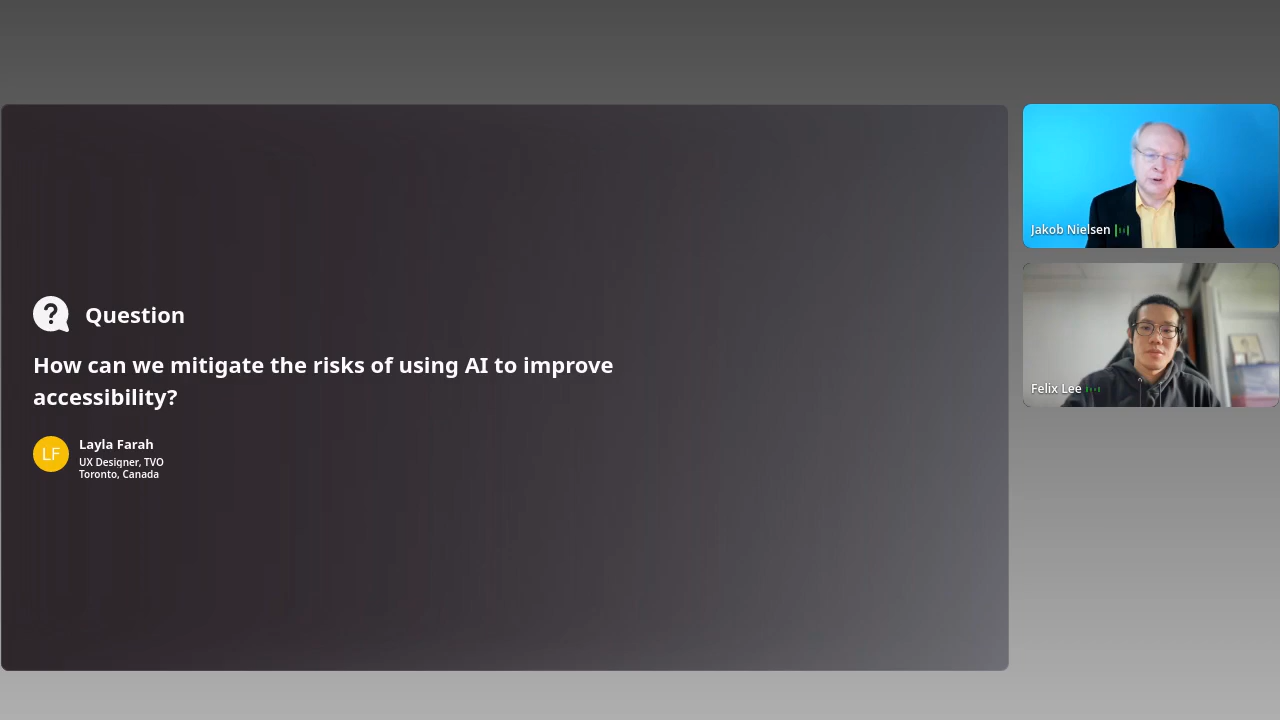 Question
How can we mitigate the risks of using AI to improve
accessibility?
LF
Layla Farah
UX Designer, TVO
Toronto, Canada
Jakob Nielsen
Felix Lee